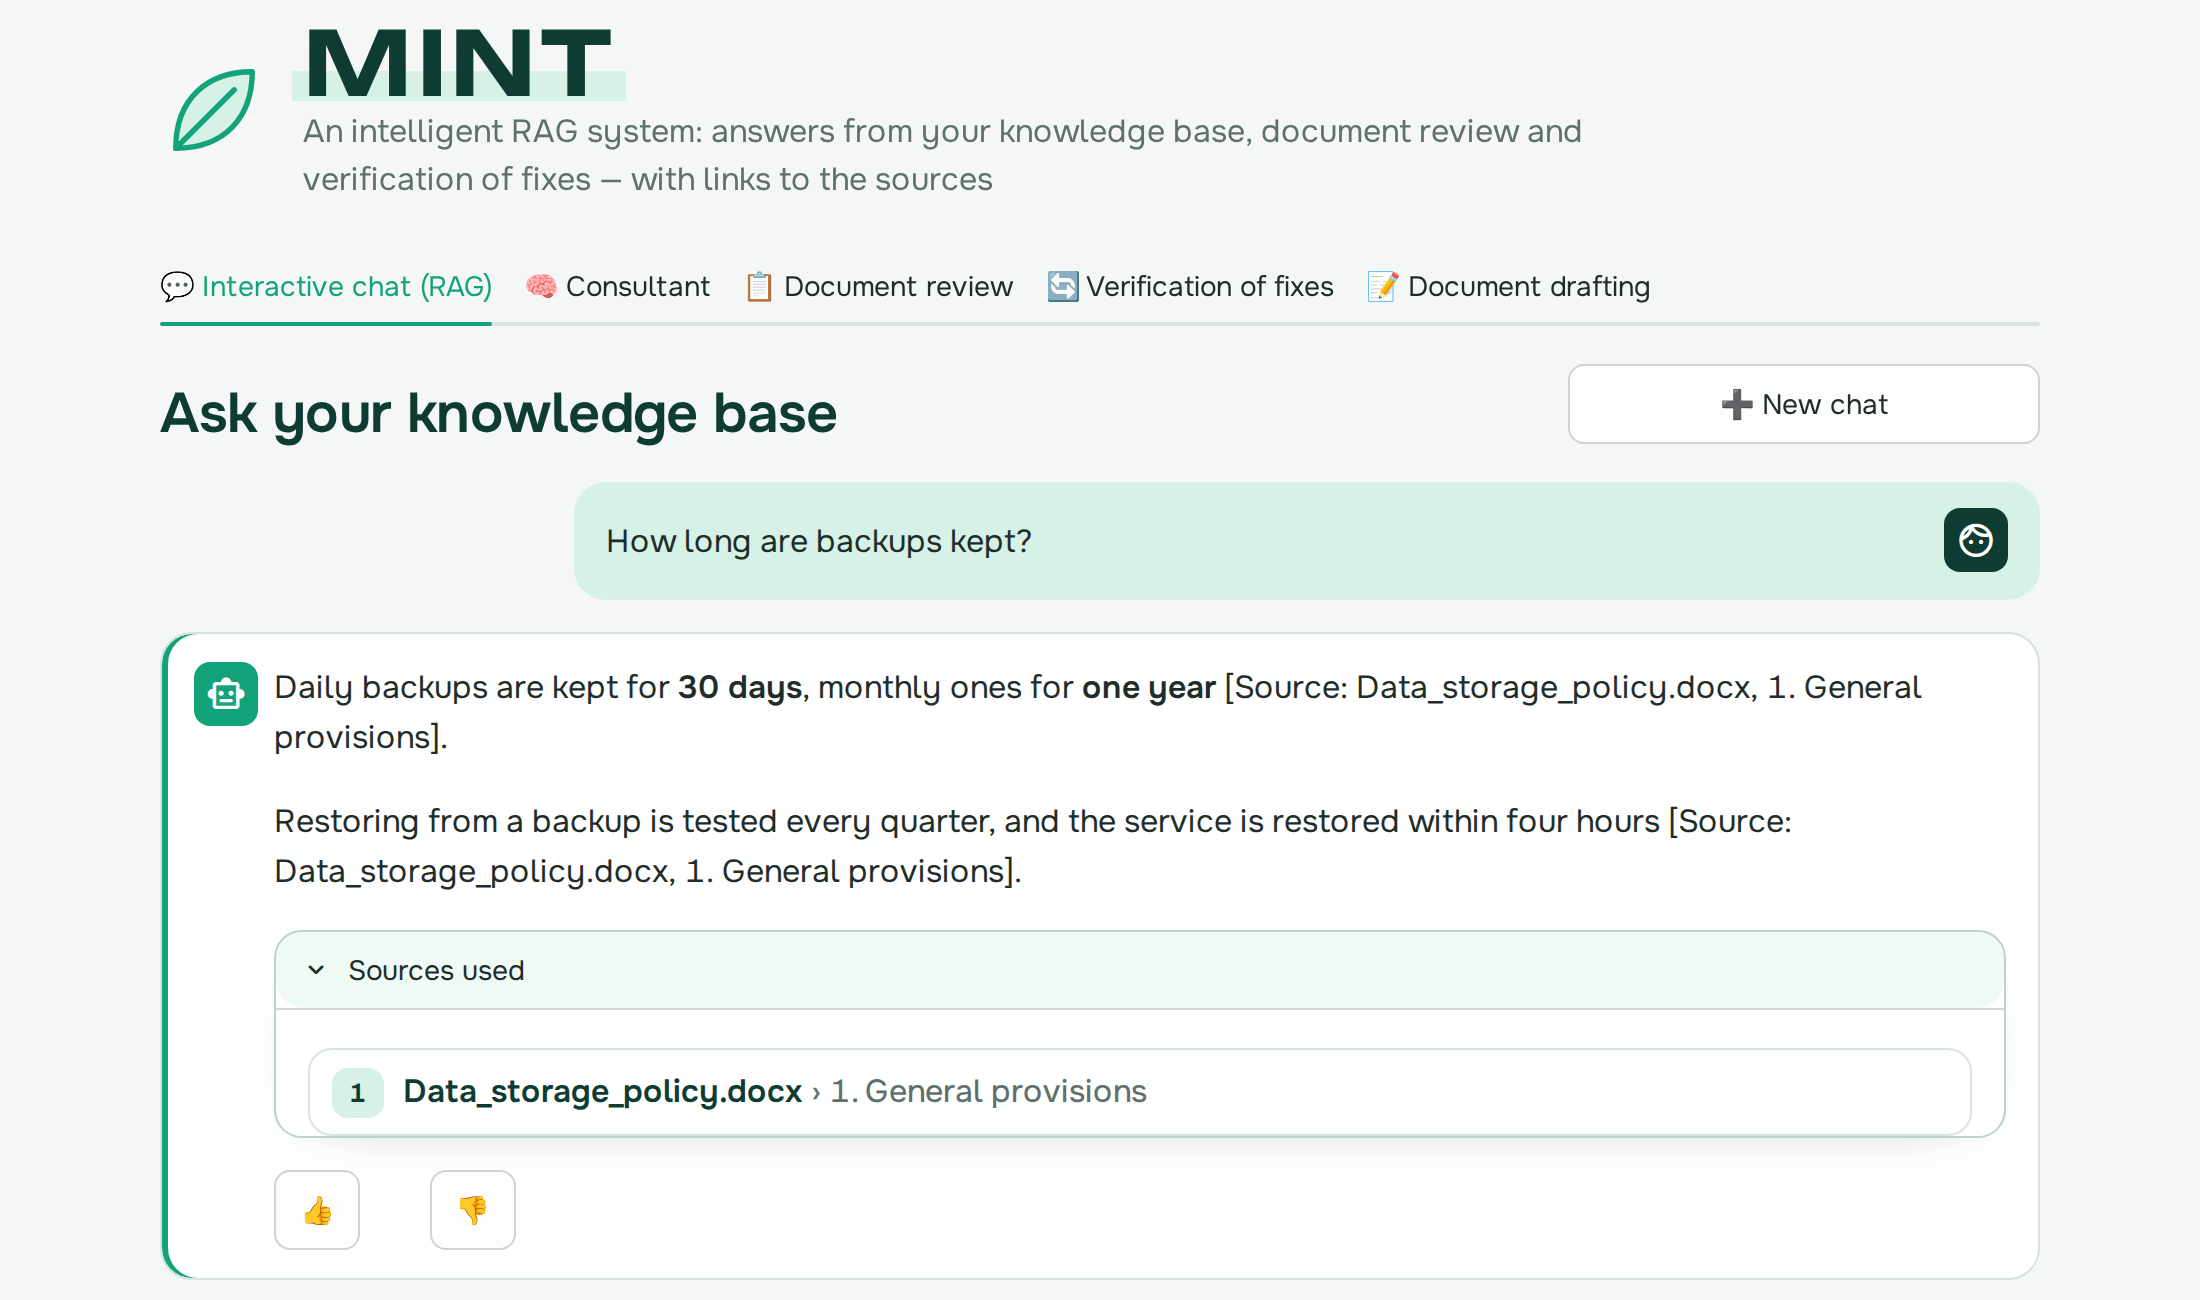 MINT
An intelligent RAG system: answers from your knowledge base, document review and
verification of fixes — with links to the sources
💬 Interactive chat (RAG) 🧠 Consultant 📋 Document review 🔄 Verification of fixes 📝 Document drafting
Ask your knowledge base
➕ New chat
How long are backups kept?
Daily backups are kept for 30 days, monthly ones for one year [Source: Data_storage_policy.docx, 1. General
provisions].
Restoring from a backup is tested every quarter, and the service is restored within four hours [Source:
Data_storage_policy.docx, 1. General provisions].
Sources used
1 Data_storage_policy.docx › 1. General provisions
👍 👎